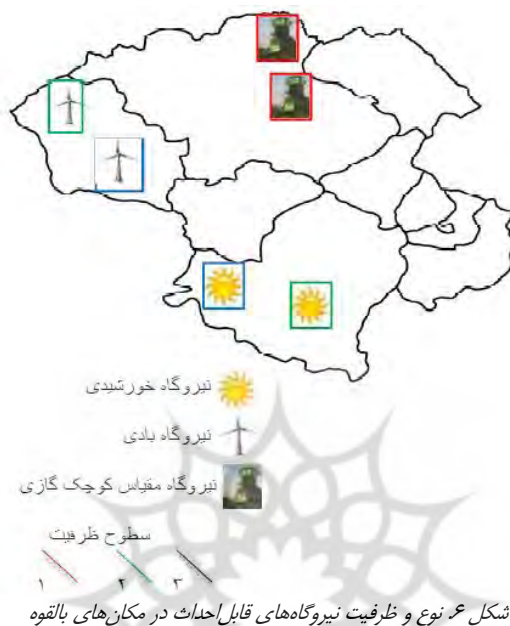 نیروگاه خورشیدی
نیروگاه بادی
نیروگاه مقیاس کوچک گازی
سطوح ظرفیت
۱ ۲ ۳
شکل ۶. نوع و ظرفیت نیروگاه‌های قابل‌احداث در مکان‌های بالقوه